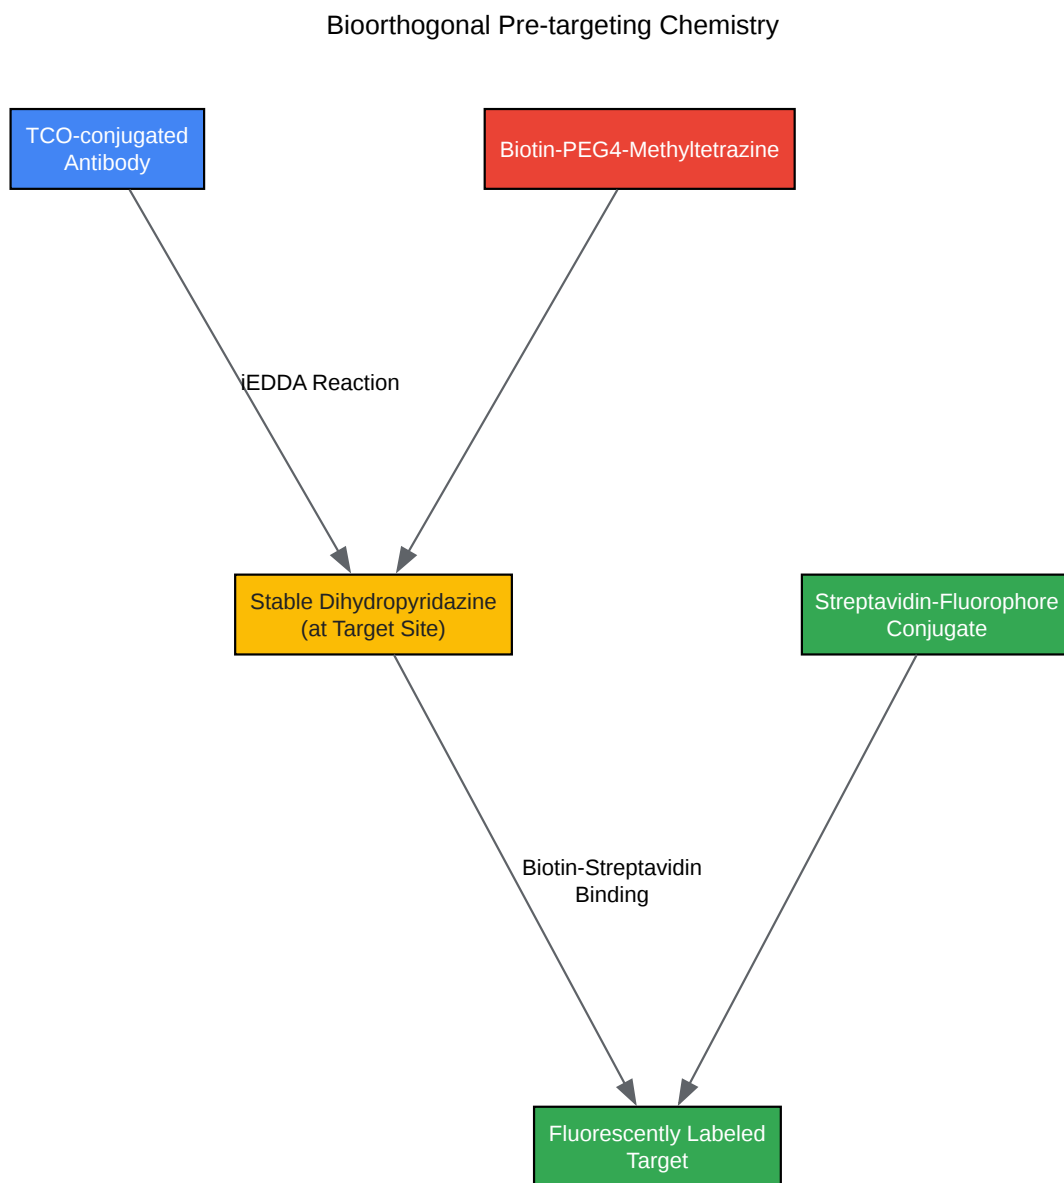 Bioorthogonal Pre-targeting Chemistry
TCO-conjugated
Antibody
Biotin-PEG4-Methyltetrazine
iEDDA Reaction
Stable Dihydropyridazine
(at Target Site)
Streptavidin-Fluorophore
Conjugate
Biotin-Streptavidin
Binding
Fluorescently Labeled
Target